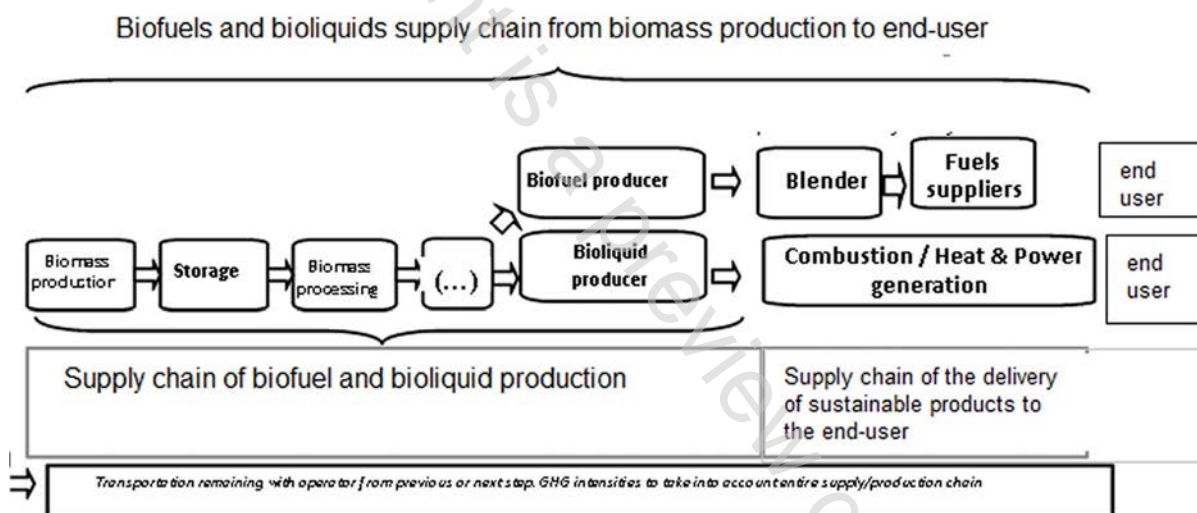 Biofuels and bioliquids supply chain from biomass production to end-user
Biofuel producer
Blender
Fuels
suppliers
end
user
Biomass
production
Storage
Biomass
processing
(...)
Bioliquid
producer
Combustion / Heat & Power
generation
end
user
Supply chain of biofuel and bioliquid production
Supply chain of the delivery
of sustainable products to
the end-user
Transportation remaining with operator from previous or next step. GHG intensities to take into account entire supply/production chain
is a preview